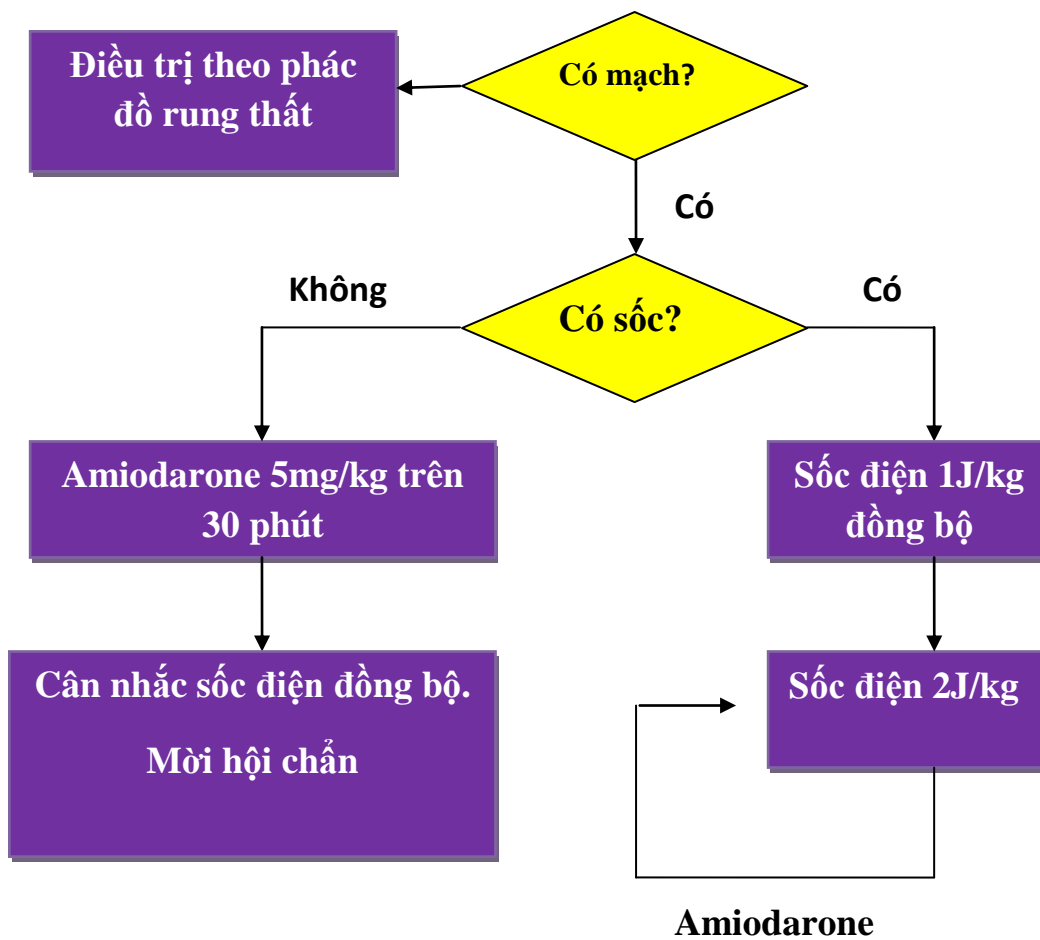 Điều trị theo phác
đồ rung thất
Có mạch?
Có
Không
Có sốc?
Có
Amiodarone 5mg/kg trên
30 phút
Sốc điện 1J/kg
đồng bộ
Cân nhắc sốc điện đồng bộ.
Mời hội chẩn
Sốc điện 2J/kg
Amiodarone